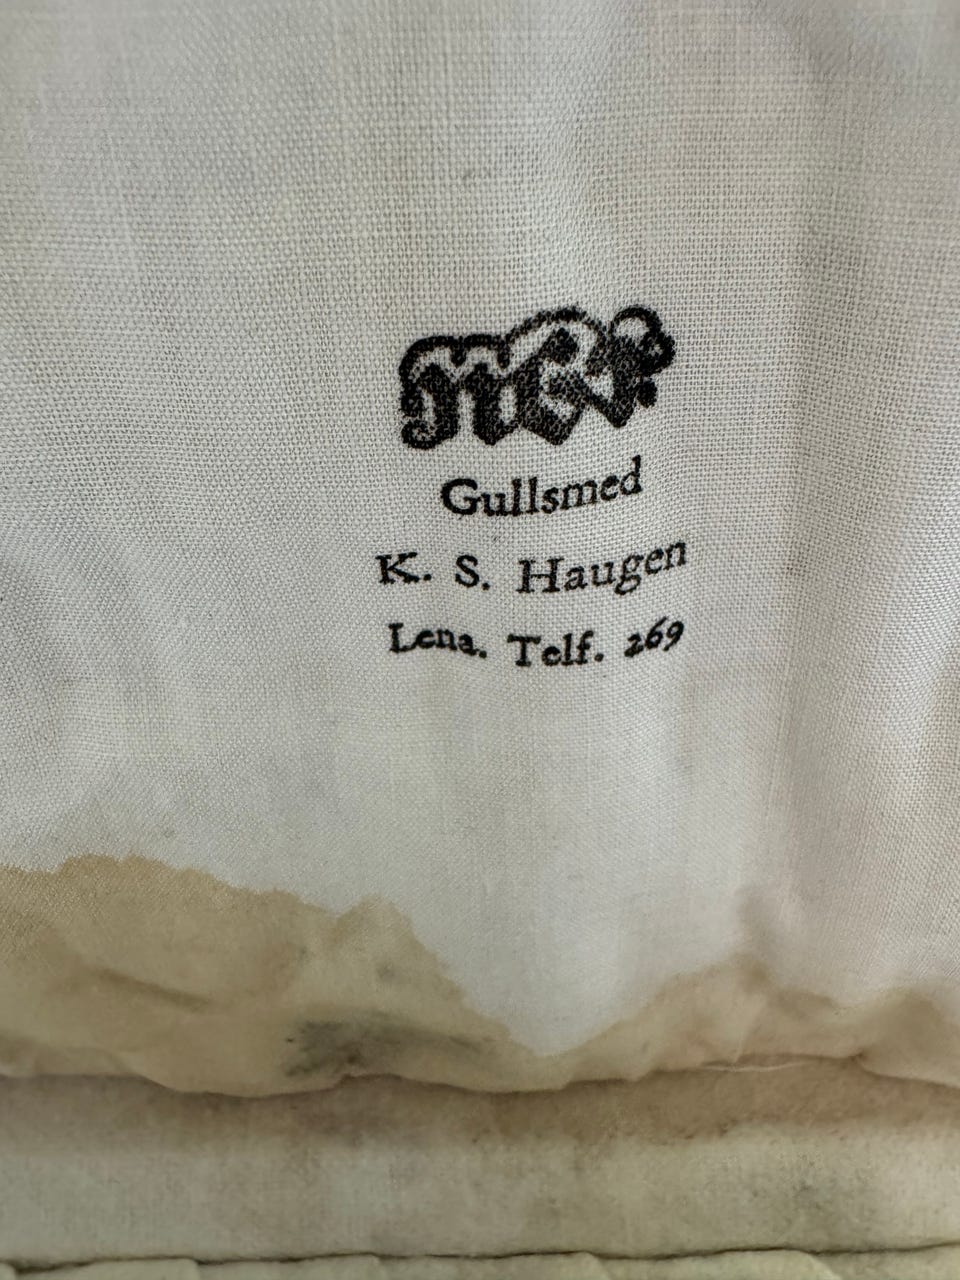 Gullsmed
K. S. Haugen
Lena. Telf. 269